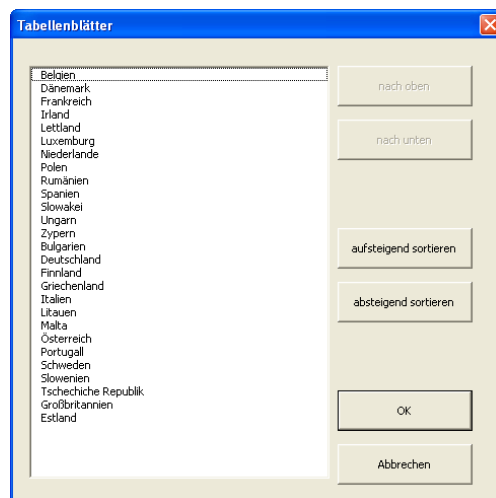 Tabellenblätter
Belgien
Dänemark
Frankreich
Irland
Lettland
Luxemburg
Niederlande
Polen
Rumänien
Spanien
Slowakei
Ungarn
Zypern
Bulgarien
Deutschland
Finnland
Griechenland
Italien
Litauen
Malta
Österreich
Portugall
Schweden
Slowenien
Tschechiche Republik
Großbritannien
Estland
nach oben
nach unten
aufsteigend sortieren
absteigend sortieren
OK
Abbrechen